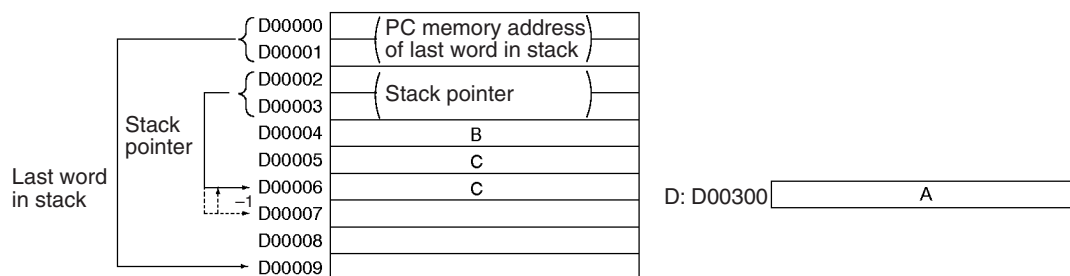 D00000
(PC memory address
of last word in stack)
D00001
D00002
(Stack pointer)
D00003
Stack
pointer
D00004 B
D00005 C
Last word
in stack
D00006 C
−1
D: D00300 A
D00007
D00008
D00009